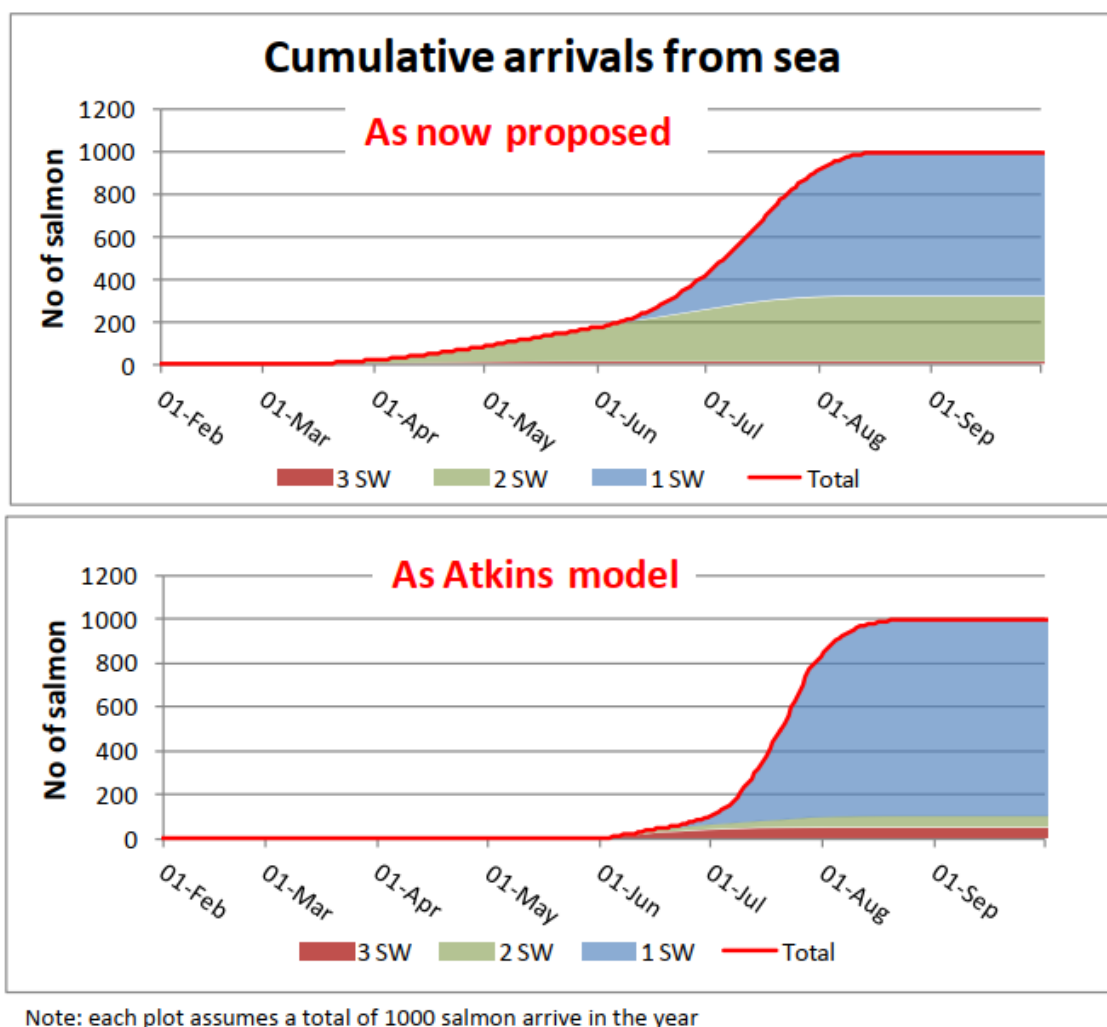 Cumulative arrivals from sea
As now proposed
No of salmon
1200
1000
800
600
400
200
0
01-Feb
01-Mar
01-Apr
01-May
01-Jun
01-Jul
01-Aug
01-Sep
3 SW 2 SW 1 SW Total
As Atkins model
No of salmon
1200
1000
800
600
400
200
0
01-Feb
01-Mar
01-Apr
01-May
01-Jun
01-Jul
01-Aug
01-Sep
3 SW 2 SW 1 SW Total
Note: each plot assumes a total of 1000 salmon arrive in the year